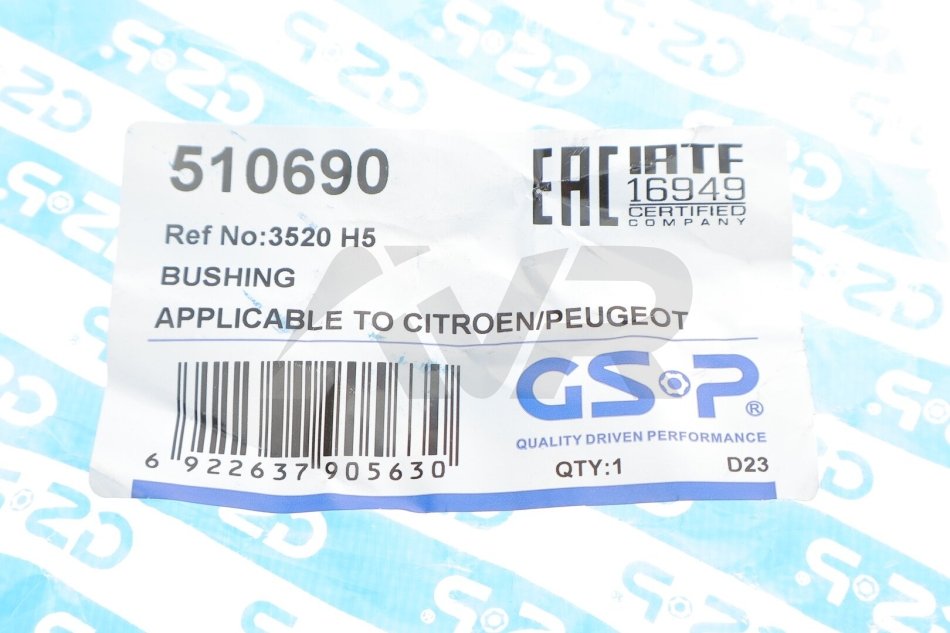 510690
EAC
IATF
16949
CERTIFIED
COMPANY
Ref No:3520 H5
BUSHING
APPLICABLE TO CITROEN/PEUGEOT
GSP®
QUALITY DRIVEN PERFORMANCE
6 922637 905630
QTY:1 D23